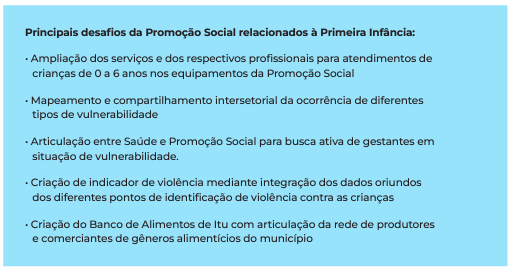 Principais desafios da Promoção Social relacionados à Primeira Infância:
• Ampliação dos serviços e dos respectivos profissionais para atendimentos de
crianças de 0 a 6 anos nos equipamentos da Promoção Social
• Mapeamento e compartilhamento intersetorial da ocorrência de diferentes
tipos de vulnerabilidade
• Articulação entre Saúde e Promoção Social para busca ativa de gestantes em
situação de vulnerabilidade.
• Criação de indicador de violência mediante integração dos dados oriundos
dos diferentes pontos de identificação de violência contra as crianças
• Criação do Banco de Alimentos de Itu com articulação da rede de produtores
e comerciantes de gêneros alimentícios do município